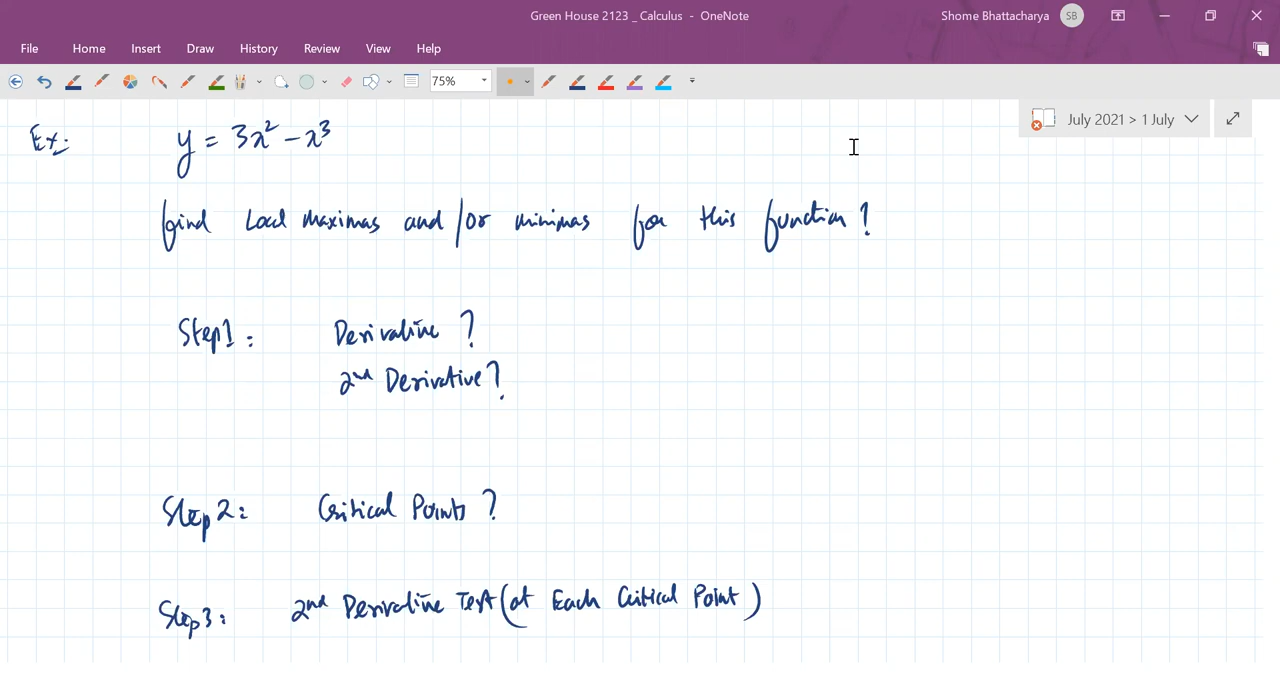 Green House 2123 _ Calculus - OneNote
Shome Bhattacharya SB
File Home Insert Draw History Review View Help
75%
July 2021 > 1 July
Ex:
y = 3x² - x³
find Local maximas and/or minimas for this function?
Step1: Derivative?
2nd Derivative?
Step2: Critical Points?
Step3: 2nd Derivative Test (at Each Critical Point)